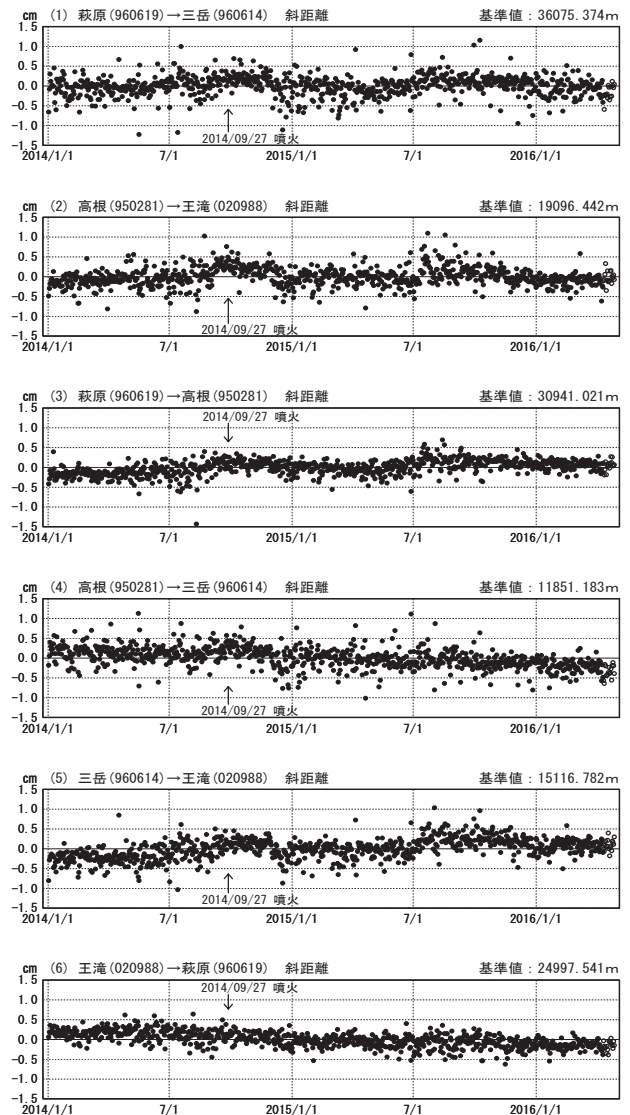 cm (1) 萩原(960619)→三岳(960614) 斜距離 基準値：36075.374m
1.5
1.0
0.5
0.0
-0.5
-1.0
-1.5
2014/09/27 噴火
2014/1/1 7/1 2015/1/1 7/1 2016/1/1
cm (2) 高根(950281)→王滝(020988) 斜距離 基準値：19096.442m
1.5
1.0
0.5
0.0
-0.5
-1.0
-1.5
2014/09/27 噴火
2014/1/1 7/1 2015/1/1 7/1 2016/1/1
cm (3) 萩原(960619)→高根(950281) 斜距離 基準値：30941.021m
2014/09/27 噴火
1.5
1.0
0.5
0.0
-0.5
-1.0
-1.5
2014/1/1 7/1 2015/1/1 7/1 2016/1/1
cm (4) 高根(950281)→三岳(960614) 斜距離 基準値：11851.183m
1.5
1.0
0.5
0.0
-0.5
-1.0
-1.5
2014/09/27 噴火
2014/1/1 7/1 2015/1/1 7/1 2016/1/1
cm (5) 三岳(960614)→王滝(020988) 斜距離 基準値：15116.782m
1.5
1.0
0.5
0.0
-0.5
-1.0
-1.5
2014/09/27 噴火
2014/1/1 7/1 2015/1/1 7/1 2016/1/1
cm (6) 王滝(020988)→萩原(960619) 斜距離 基準値：24997.541m
2014/09/27 噴火
1.5
1.0
0.5
0.0
-0.5
-1.0
-1.5
2014/1/1 7/1 2015/1/1 7/1 2016/1/1